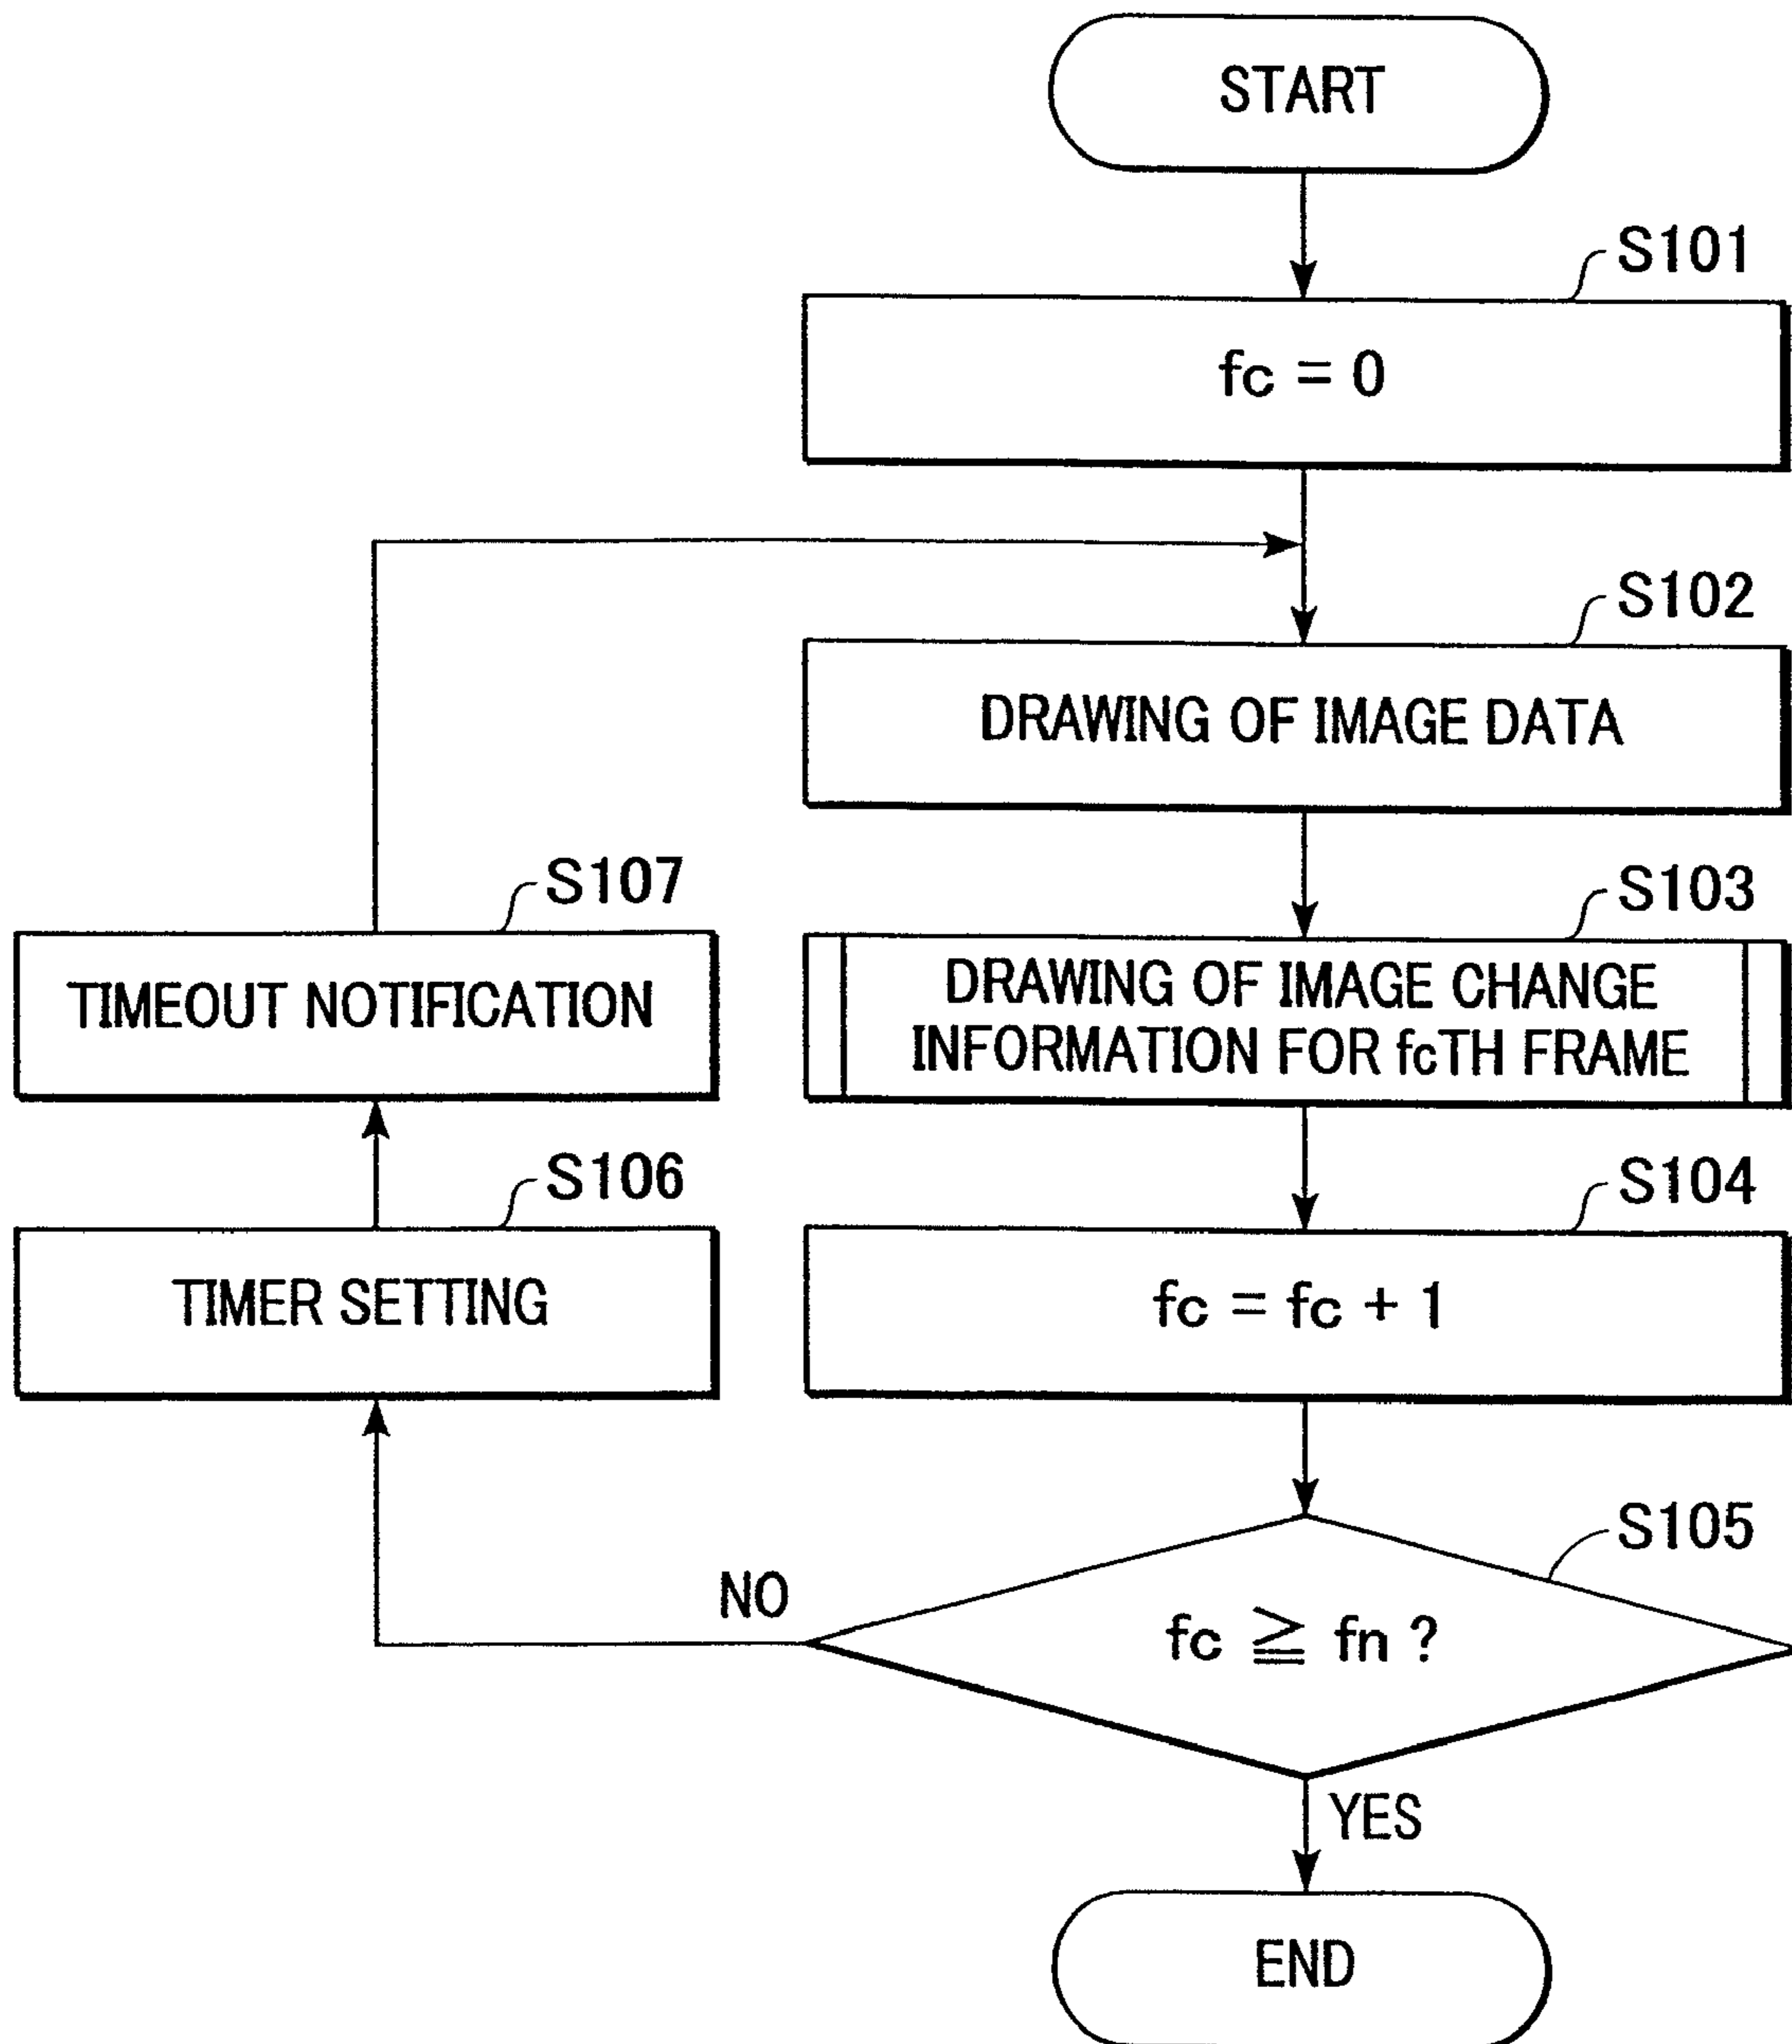 START
S101
fc = 0
S102
DRAWING OF IMAGE DATA
S103
DRAWING OF IMAGE CHANGE
INFORMATION FOR fcTH FRAME
S104
fc = fc + 1
S105
fc ≧ fn ?
NO
S106
TIMER SETTING
S107
TIMEOUT NOTIFICATION
YES
END